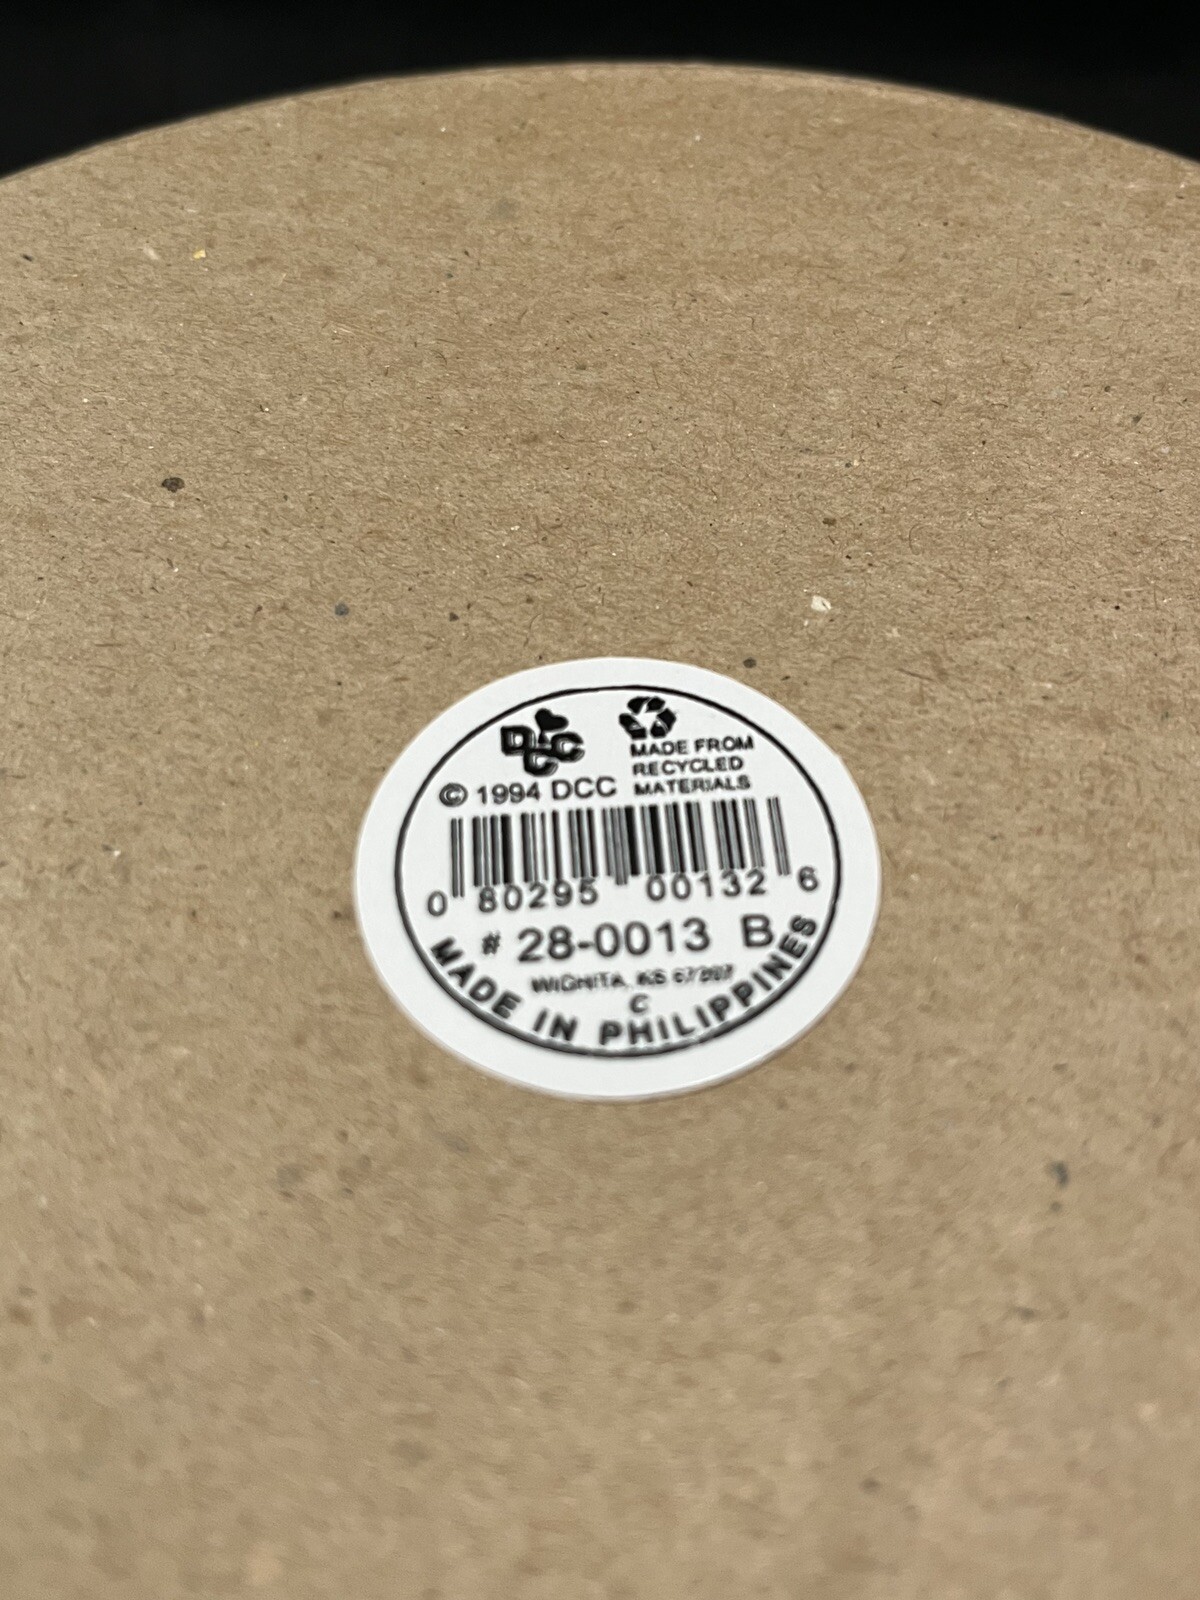 DCC
MADE FROM
RECYCLED
MATERIALS
© 1994 DCC
0 80295 00132 6
# 28-0013 B
WICHITA, KS 67207
C
MADE IN PHILIPPINES